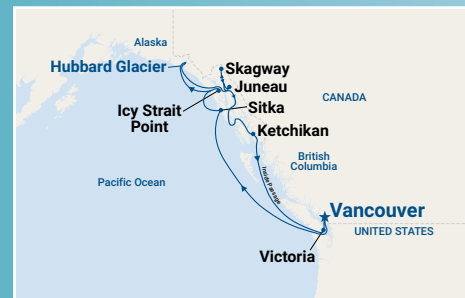 Alaska
Hubbard Glacier
Skagway
Juneau
Icy Strait
Point
Sitka
CANADA
Ketchikan
British
Columbia
Pacific Ocean
Inside Passage
Vancouver
UNITED STATES
Victoria